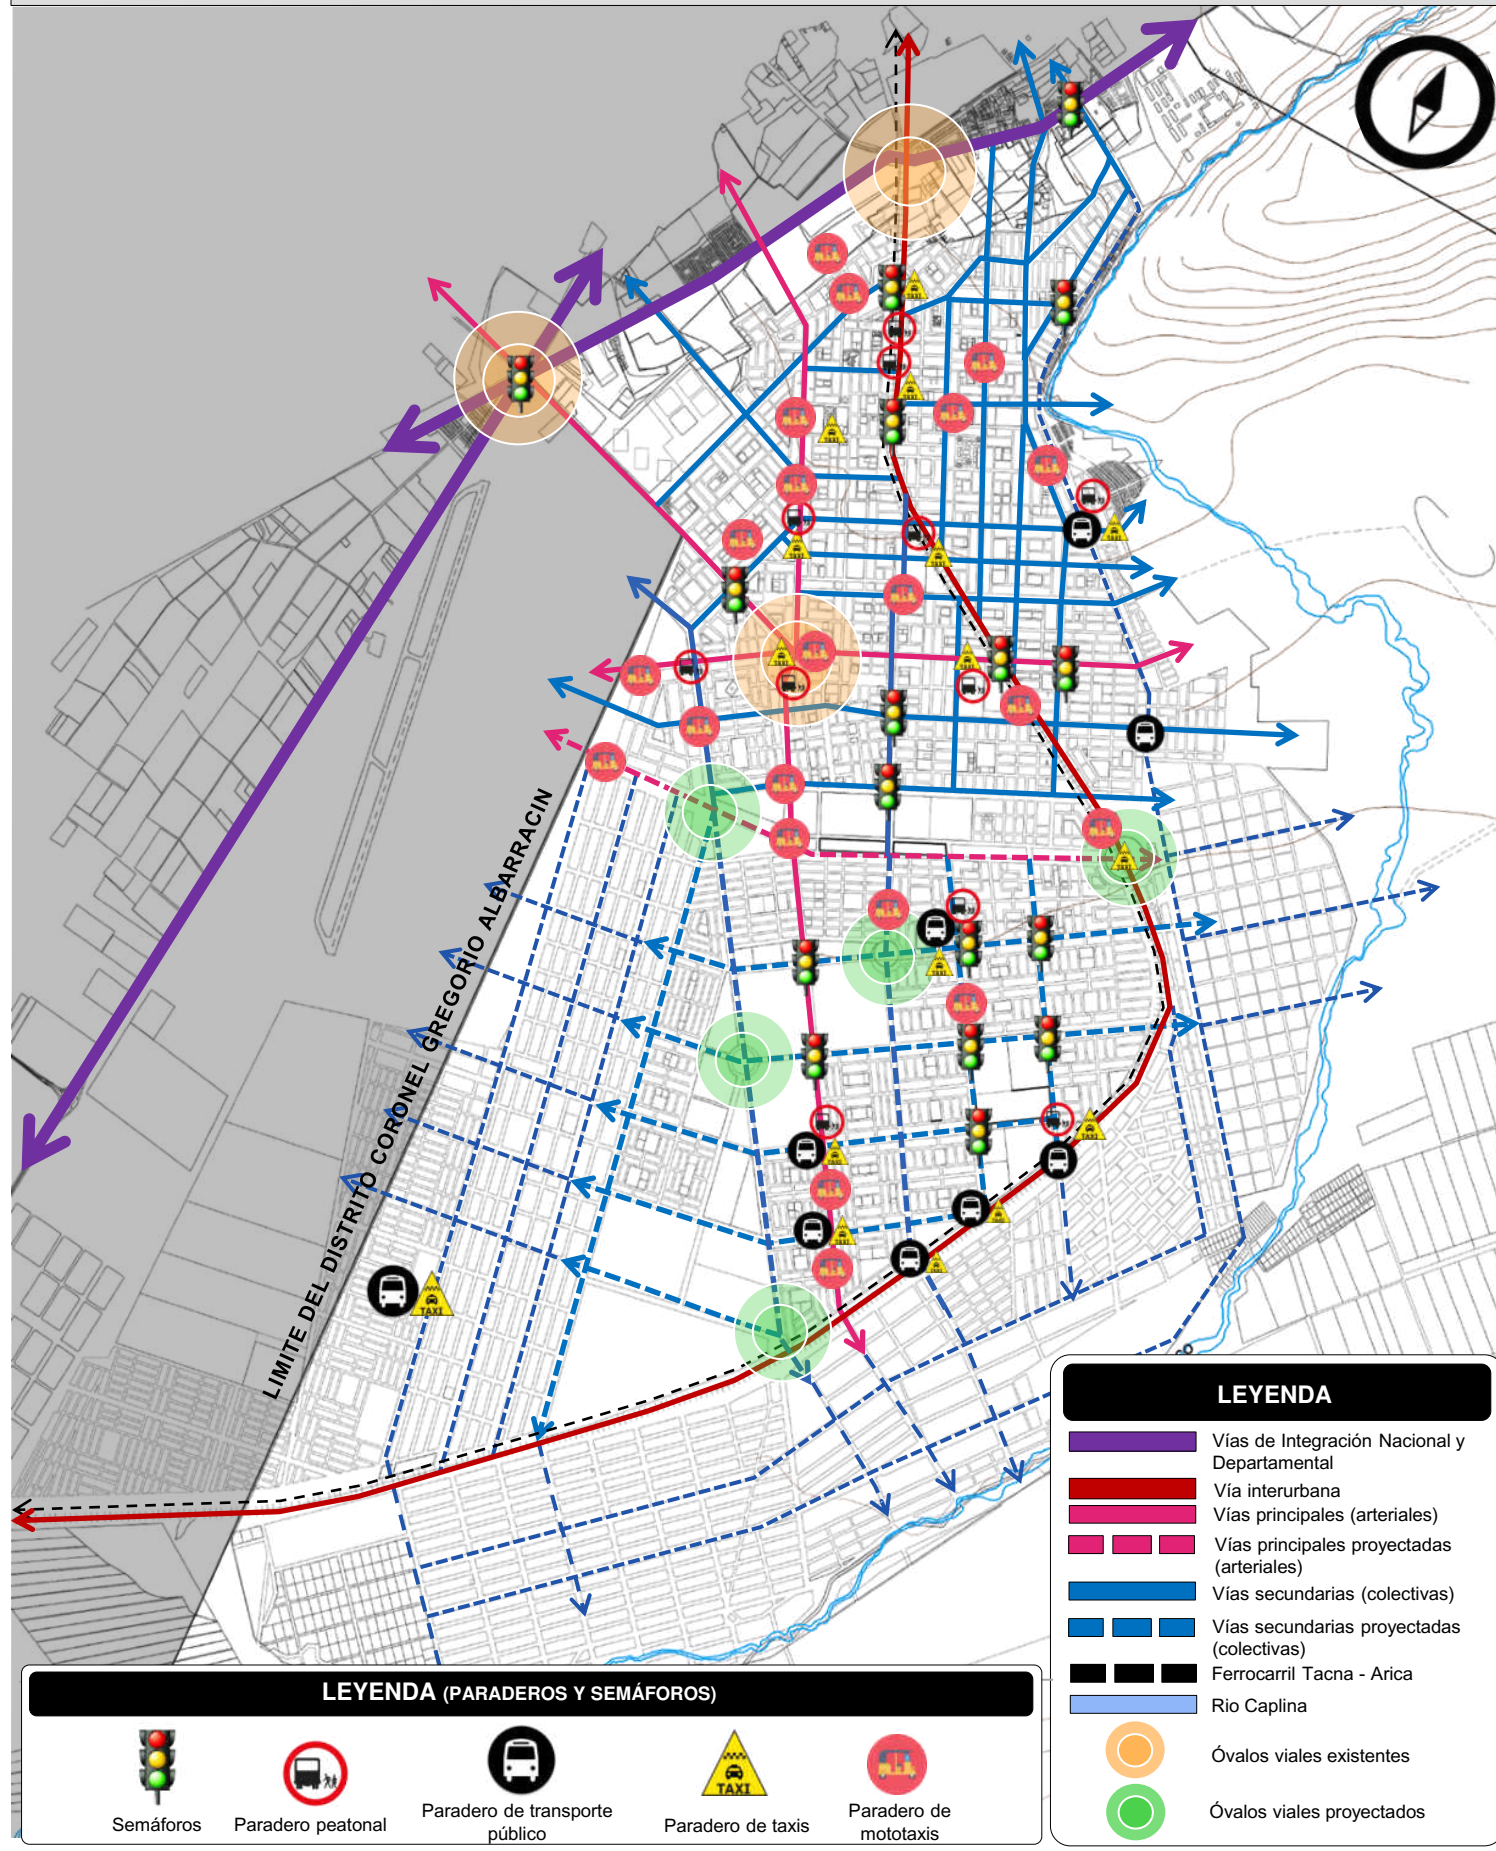 LIMITE DEL DISTRITO CORONEL GREGORIO ALBARRACIN
LEYENDA
Vías de Integración Nacional y
Departamental
Vía interurbana
Vías principales (arteriales)
Vías principales proyectadas
(arteriales)
Vías secundarias (colectivas)
Vías secundarias proyectadas
(colectivas)
Ferrocarril Tacna - Arica
Rio Caplina
Óvalos viales existentes
Óvalos viales proyectados
LEYENDA (PARADEROS Y SEMÁFOROS)
TAXI
Semáforos
Paradero peatonal
Paradero de transporte
público
Paradero de taxis
Paradero de
mototaxis